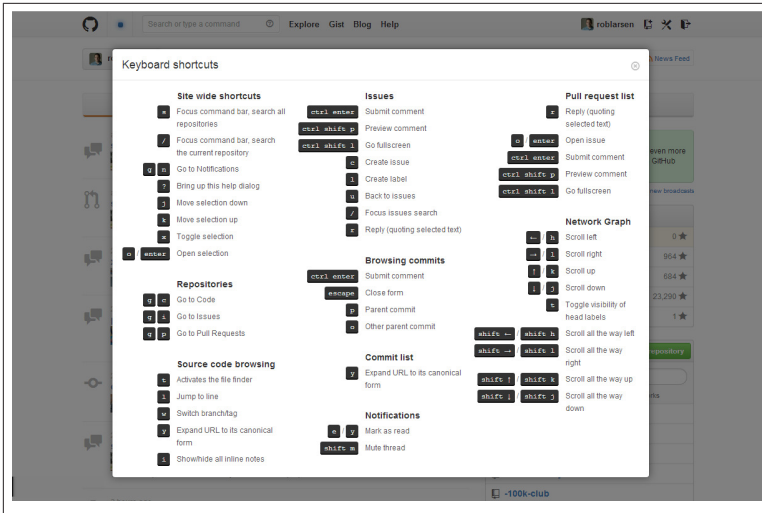 Search or type a command
Explore Gist Blog Help
roblarsen
News Feed
Keyboard shortcuts
Site wide shortcuts
s Focus command bar, search all
repositories
/ Focus command bar, search
the current repository
g n Go to Notifications
? Bring up this help dialog
j Move selection down
k Move selection up
x Toggle selection
o / enter Open selection
Repositories
g c Go to Code
g i Go to Issues
g p Go to Pull Requests
Source code browsing
t Activates the file finder
l Jump to line
w Switch branch/tag
y Expand URL to its canonical
form
i Show/hide all inline notes
Issues
ctrl enter Submit comment
ctrl shift p Preview comment
ctrl shift l Go fullscreen
c Create issue
l Create label
u Back to issues
/ Focus issues search
r Reply (quoting selected text)
Browsing commits
ctrl enter Submit comment
escape Close form
p Parent commit
o Other parent commit
Commit list
y Expand URL to its canonical
form
Notifications
e / y Mark as read
shift m Mute thread
Pull request list
r Reply (quoting
selected text)
o / enter Open issue
ctrl enter Submit comment
ctrl shift p Preview comment
ctrl shift l Go fullscreen
Network Graph
← / h Scroll left
→ / l Scroll right
↑ / k Scroll up
↓ / j Scroll down
t Toggle visibility of
head labels
shift ← / shift h Scroll all the way left
shift → / shift l Scroll all the way
right
shift ↑ / shift k Scroll all the way up
shift ↓ / shift j Scroll all the way
down
even more
GitHub
new broadcasts
0 ★
954 ★
684 ★
23,290 ★
1 ★
repository
-100k-club